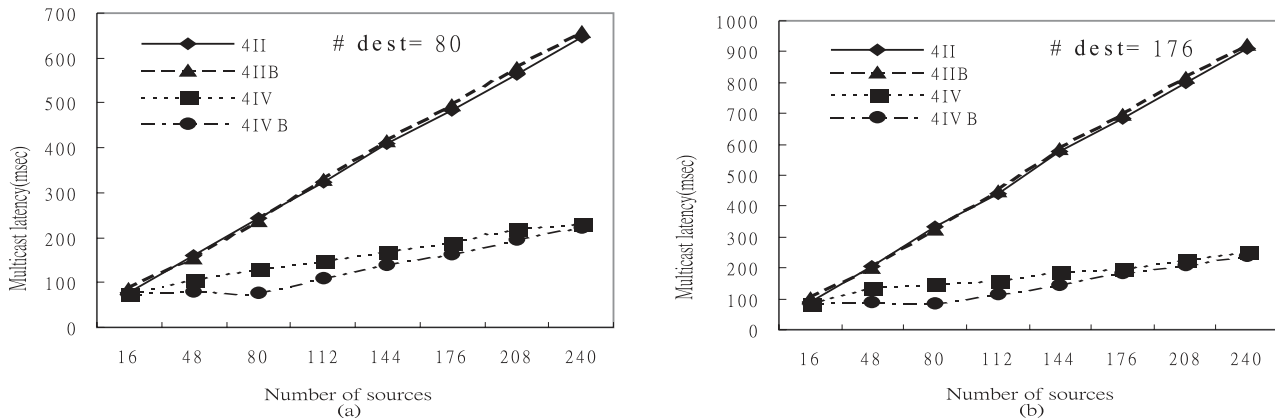 700
600
500
400
300
200
100
0
Multicast latency(msec)
4II
4IIB
4IV
4IV B
# dest= 80
16 48 80 112 144 176 208 240
Number of sources
(a)
1000
900
800
700
600
500
400
300
200
100
0
Multicast latency(msec)
4II
4IIB
4IV
4IV B
# dest= 176
16 48 80 112 144 176 208 240
Number of sources
(b)